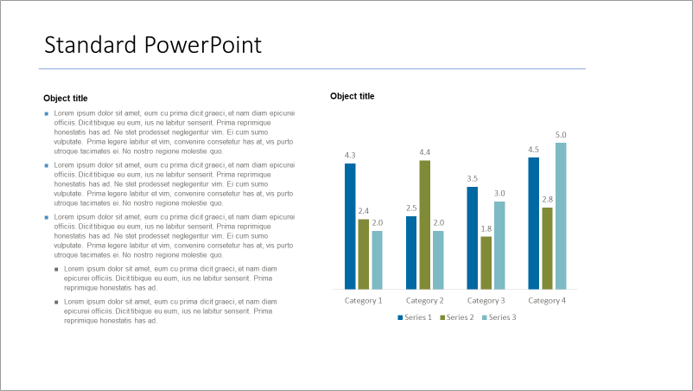 Standard PowerPoint
Object title
Lorem ipsum dolor sit amet, eum cu prima dicit graeci, et nam diam epicurei
officiis. Dicit tibique eu eum, ius ne labitur senserit. Prima reprimique
honestatis has ad. Ne stet prodesset neglegentur vim. Ei cum sumo
vulputate. Prima legere labitur et vim, convenire consetetur has at, vis purto
utroque tacimates ei. No nostro regione molestie quo.
Lorem ipsum dolor sit amet, eum cu prima dicit graeci, et nam diam epicurei
officiis. Dicit tibique eu eum, ius ne labitur senserit. Prima reprimique
honestatis has ad. Ne stet prodesset neglegentur vim. Ei cum sumo
vulputate. Prima legere labitur et vim, convenire consetetur has at, vis purto
utroque tacimates ei. No nostro regione molestie quo.
Lorem ipsum dolor sit amet, eum cu prima dicit graeci, et nam diam epicurei
officiis. Dicit tibique eu eum, ius ne labitur senserit. Prima reprimique
honestatis has ad. Ne stet prodesset neglegentur vim. Ei cum sumo
vulputate. Prima legere labitur et vim, convenire consetetur has at, vis purto
utroque tacimates ei. No nostro regione molestie quo.
Lorem ipsum dolor sit amet, eum cu prima dicit graeci, et nam diam
epicurei officiis. Dicit tibique eu eum, ius ne labitur senserit. Prima
reprimique honestatis has ad.
Lorem ipsum dolor sit amet, eum cu prima dicit graeci, et nam diam
epicurei officiis. Dicit tibique eu eum, ius ne labitur senserit. Prima
reprimique honestatis has ad.
Object title
4.3
2.4
2.0
2.5
4.4
2.0
3.5
1.8
3.0
4.5
2.8
5.0
Category 1 Category 2 Category 3 Category 4
Series 1 Series 2 Series 3